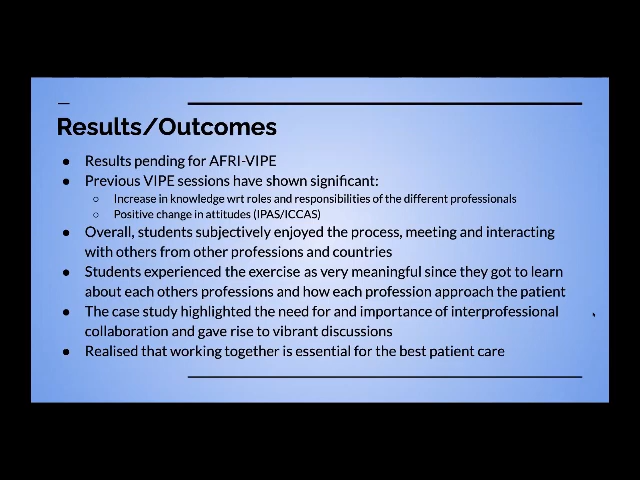 Results/Outcomes
● Results pending for AFRI-VIPE
● Previous VIPE sessions have shown significant:
○ Increase in knowledge wrt roles and responsibilities of the different professionals
○ Positive change in attitudes (IPAS/ICCAS)
● Overall, students subjectively enjoyed the process, meeting and interacting
with others from other professions and countries
● Students experienced the exercise as very meaningful since they got to learn
about each others professions and how each profession approach the patient
● The case study highlighted the need for and importance of interprofessional
collaboration and gave rise to vibrant discussions
● Realised that working together is essential for the best patient care